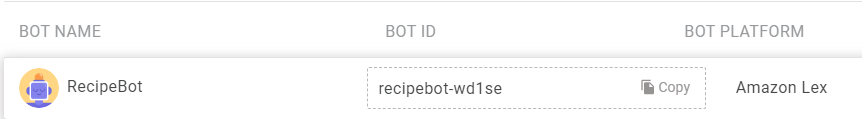 BOT NAME BOT ID BOT PLATFORM
RecipeBot recipebot-wd1se Copy Amazon Lex